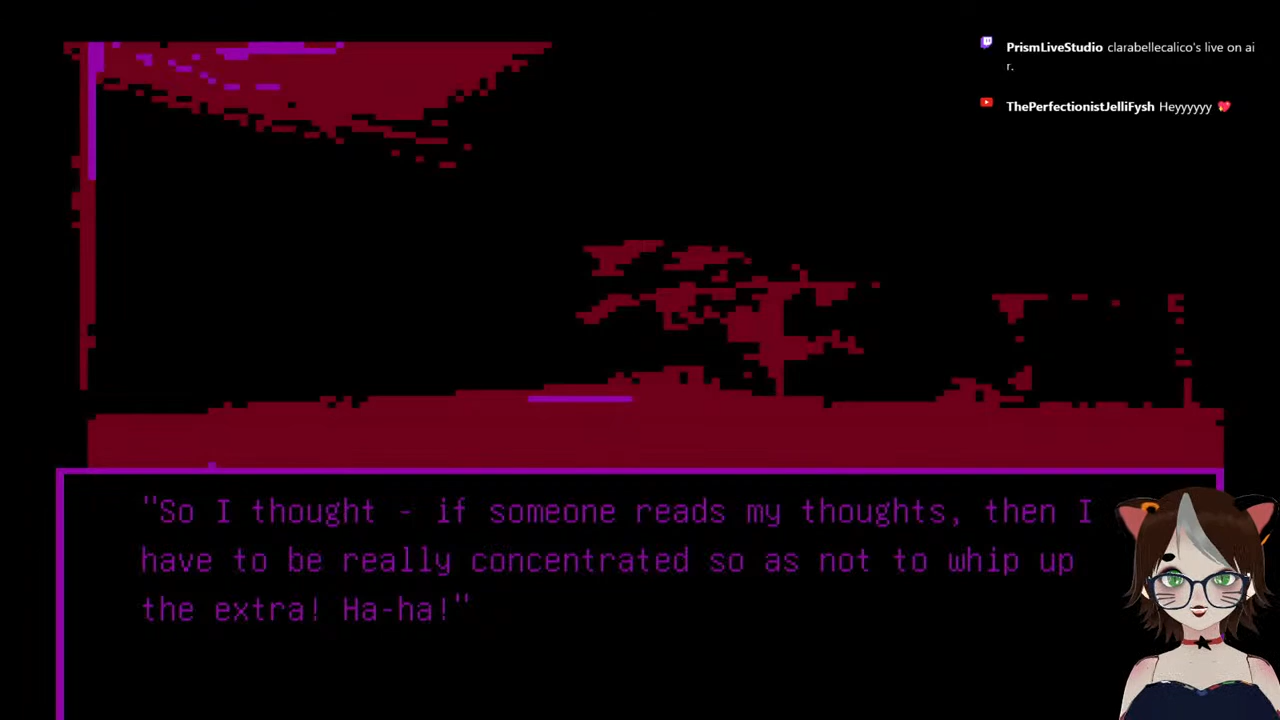 PrismLiveStudio clarabellecalico's live on ai
r.
ThePerfectionistJelliFysh Heyyyyyy 💖
"So I thought - if someone reads my thoughts, then I
have to be really concentrated so as not to whip up
the extra! Ha-ha!"